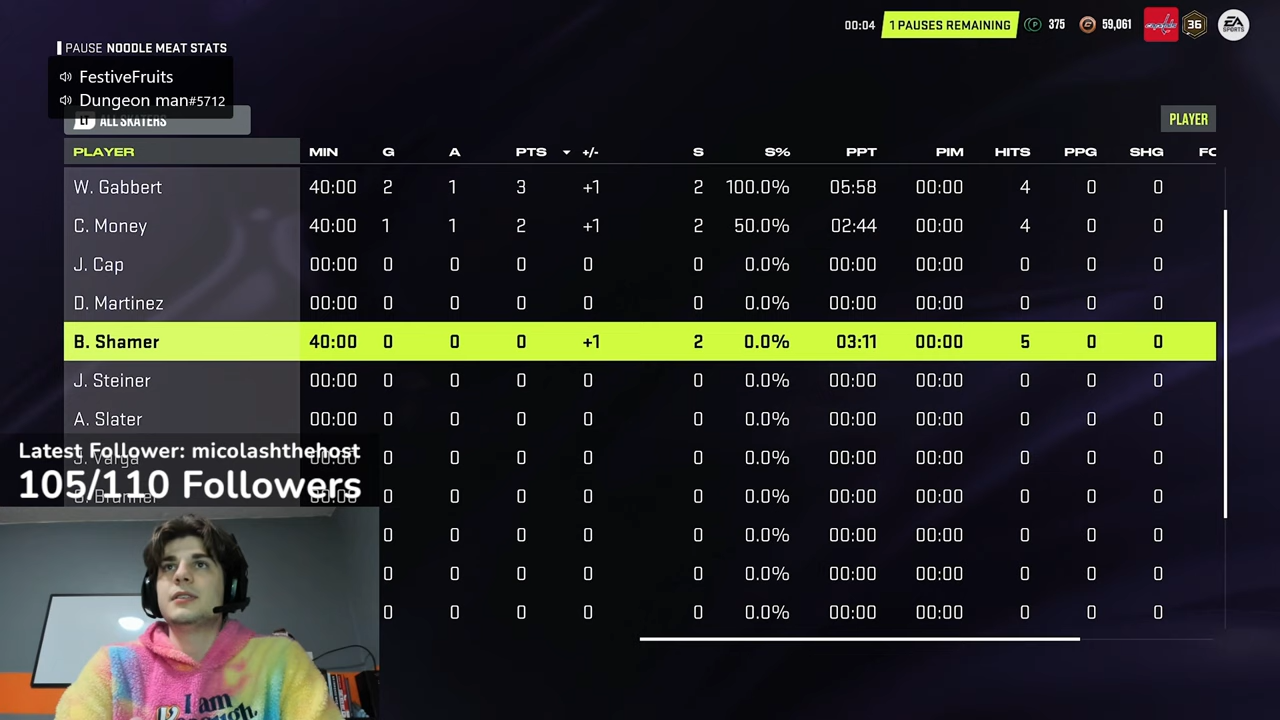 00:04 1 PAUSES REMAINING 375 59,061 capitals 36 EA SPORTS
PAUSE NOODLE MEAT STATS
FestiveFruits
Dungeon man#5712
LT ALL SKATERS
PLAYER
PLAYER MIN G A PTS +/- S S% PPT PIM HITS PPG SHG FO
W. Gabbert 40:00 2 1 3 +1 2 100.0% 05:58 00:00 4 0 0
C. Money 40:00 1 1 2 +1 2 50.0% 02:44 00:00 4 0 0
J. Cap 00:00 0 0 0 0 0 0.0% 00:00 00:00 0 0 0
D. Martinez 00:00 0 0 0 0 0 0.0% 00:00 00:00 0 0 0
B. Shamer 40:00 0 0 0 +1 2 0.0% 03:11 00:00 5 0 0
J. Steiner 00:00 0 0 0 0 0 0.0% 00:00 00:00 0 0 0
A. Slater 00:00 0 0 0 0 0 0.0% 00:00 00:00 0 0 0
Latest Follower: micolashthehost
J. Varga 00:00 0 0 0 0 0 0.0% 00:00 00:00 0 0 0
105/110 Followers
00:00 0 0 0 0 0 0.0% 00:00 00:00 0 0 0
0 0 0 0 0 0.0% 00:00 00:00 0 0 0
0 0 0 0 0 0.0% 00:00 00:00 0 0 0
0 0 0 0 0 0.0% 00:00 00:00 0 0 0
I am